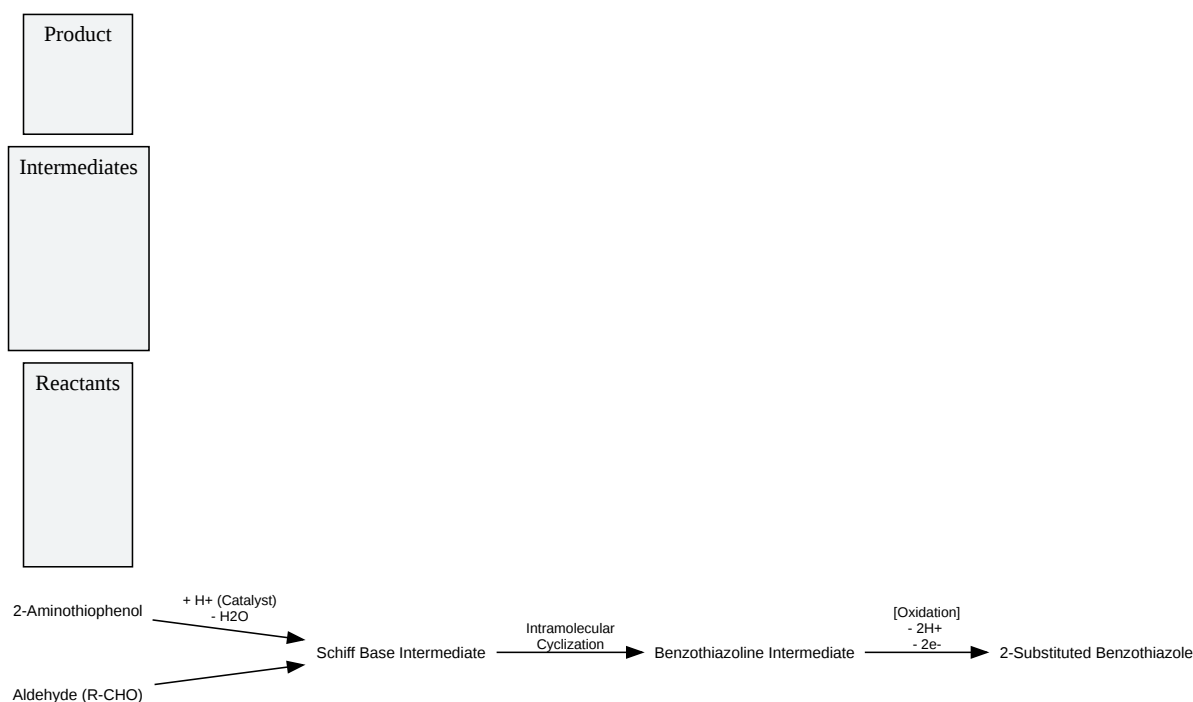 Product
Intermediates
Reactants
2-Aminothiophenol
+ H+ (Catalyst)
- H2O
Aldehyde (R-CHO)
Schiff Base Intermediate
Intramolecular
Cyclization
Benzothiazoline Intermediate
[Oxidation]
- 2H+
- 2e-
2-Substituted Benzothiazole